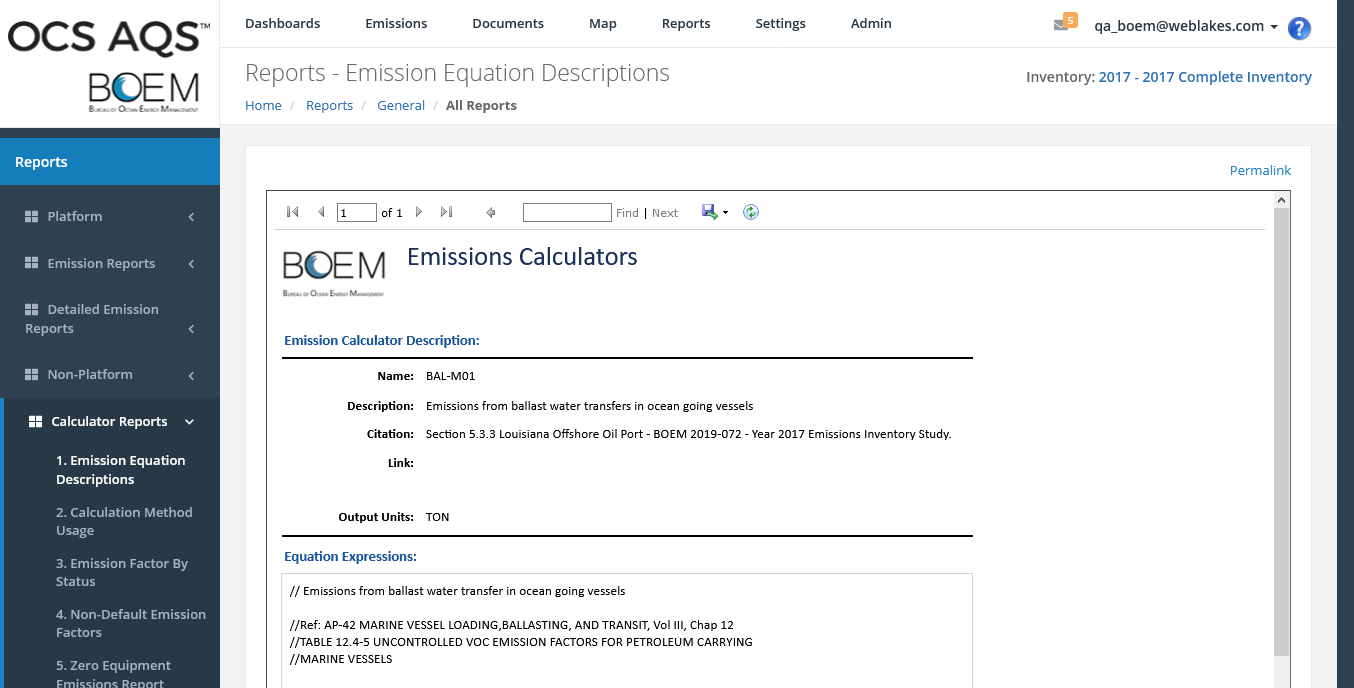 OCS AQS™
BOEM
BUREAU OF OCEAN ENERGY MANAGEMENT
Dashboards Emissions Documents Map Reports Settings Admin
5
qa_boem@weblakes.com
?
Reports - Emission Equation Descriptions
Inventory: 2017 - 2017 Complete Inventory
Home / Reports / General / All Reports
Reports
Platform
Emission Reports
Detailed Emission
Reports
Non-Platform
Calculator Reports
1. Emission Equation
Descriptions
2. Calculation Method
Usage
3. Emission Factor By
Status
4. Non-Default Emission
Factors
5. Zero Equipment
Emissions Report
Permalink
1 of 1 Find | Next
BOEM
BUREAU OF OCEAN ENERGY MANAGEMENT
Emissions Calculators
Emission Calculator Description:
Name: BAL-M01
Description: Emissions from ballast water transfers in ocean going vessels
Citation: Section 5.3.3 Louisiana Offshore Oil Port - BOEM 2019-072 - Year 2017 Emissions Inventory Study.
Link:
Output Units: TON
Equation Expressions:
// Emissions from ballast water transfer in ocean going vessels
//Ref: AP-42 MARINE VESSEL LOADING,BALLASTING, AND TRANSIT, Vol III, Chap 12
//TABLE 12.4-5 UNCONTROLLED VOC EMISSION FACTORS FOR PETROLEUM CARRYING
//MARINE VESSELS